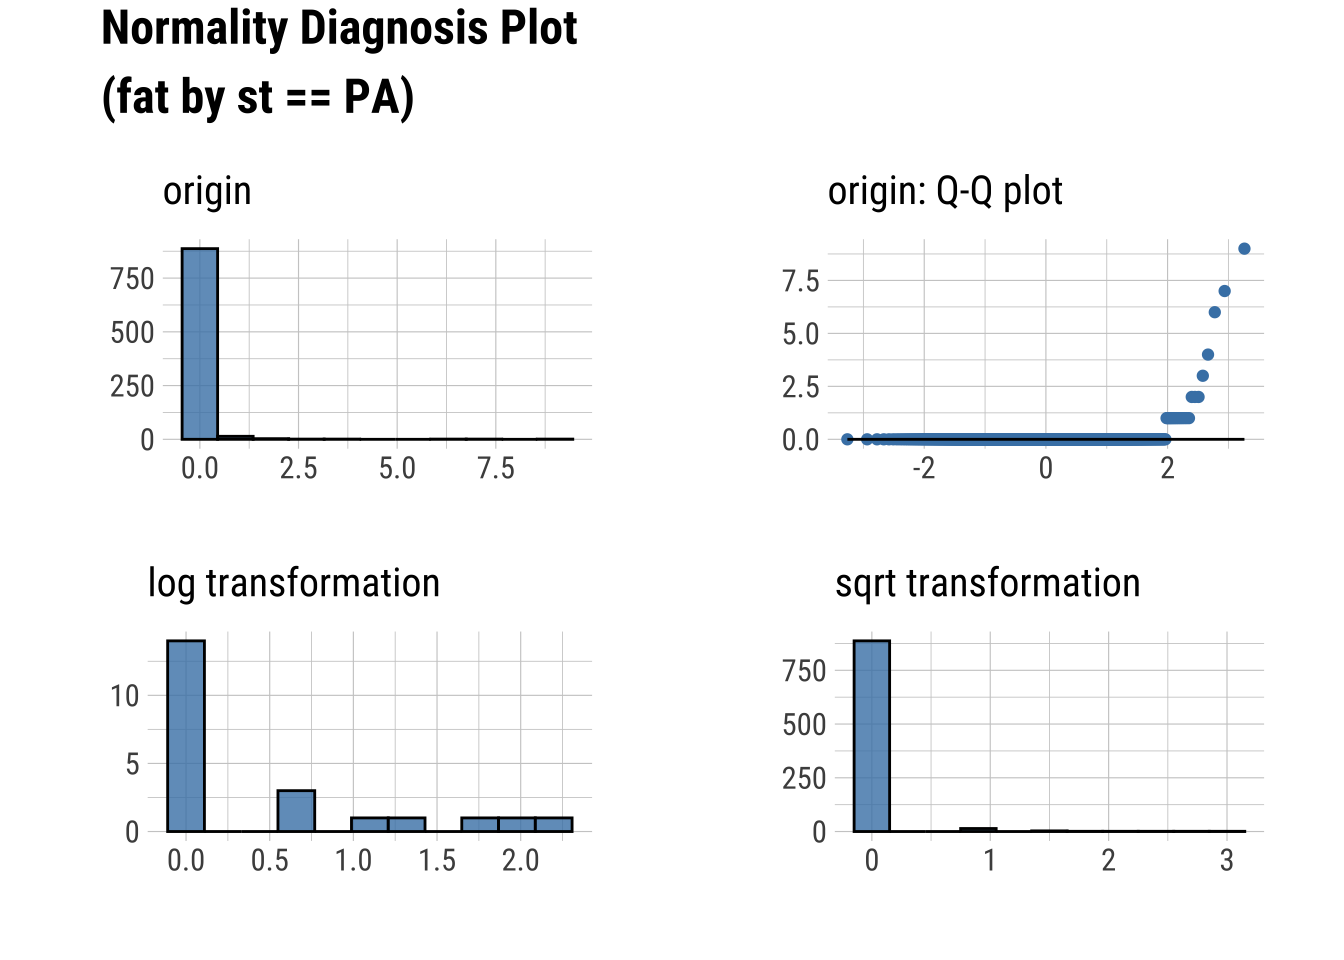 Normality Diagnosis Plot
(fat by st == PA)
origin
750
500
250
0
0.0 2.5 5.0 7.5
origin: Q-Q plot
7.5
5.0
2.5
0.0
-2 0 2
log transformation
10
5
0
0.0 0.5 1.0 1.5 2.0
sqrt transformation
750
500
250
0
0 1 2 3